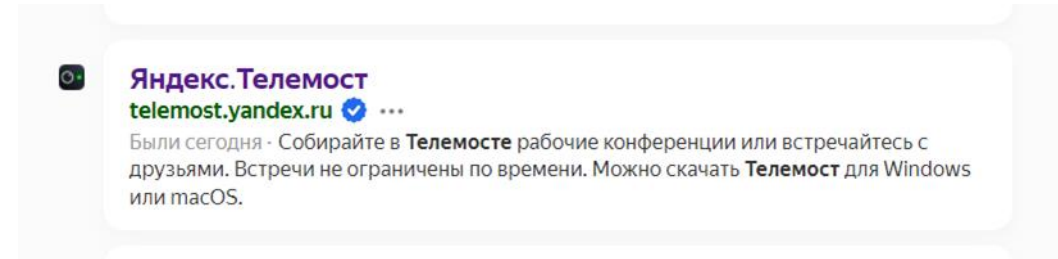 Яндекс.Телемост
telemost.yandex.ru
Были сегодня · Собирайте в Телемосте рабочие конференции или встречайтесь с
друзьями. Встречи не ограничены по времени. Можно скачать Телемост для Windows
или macOS.